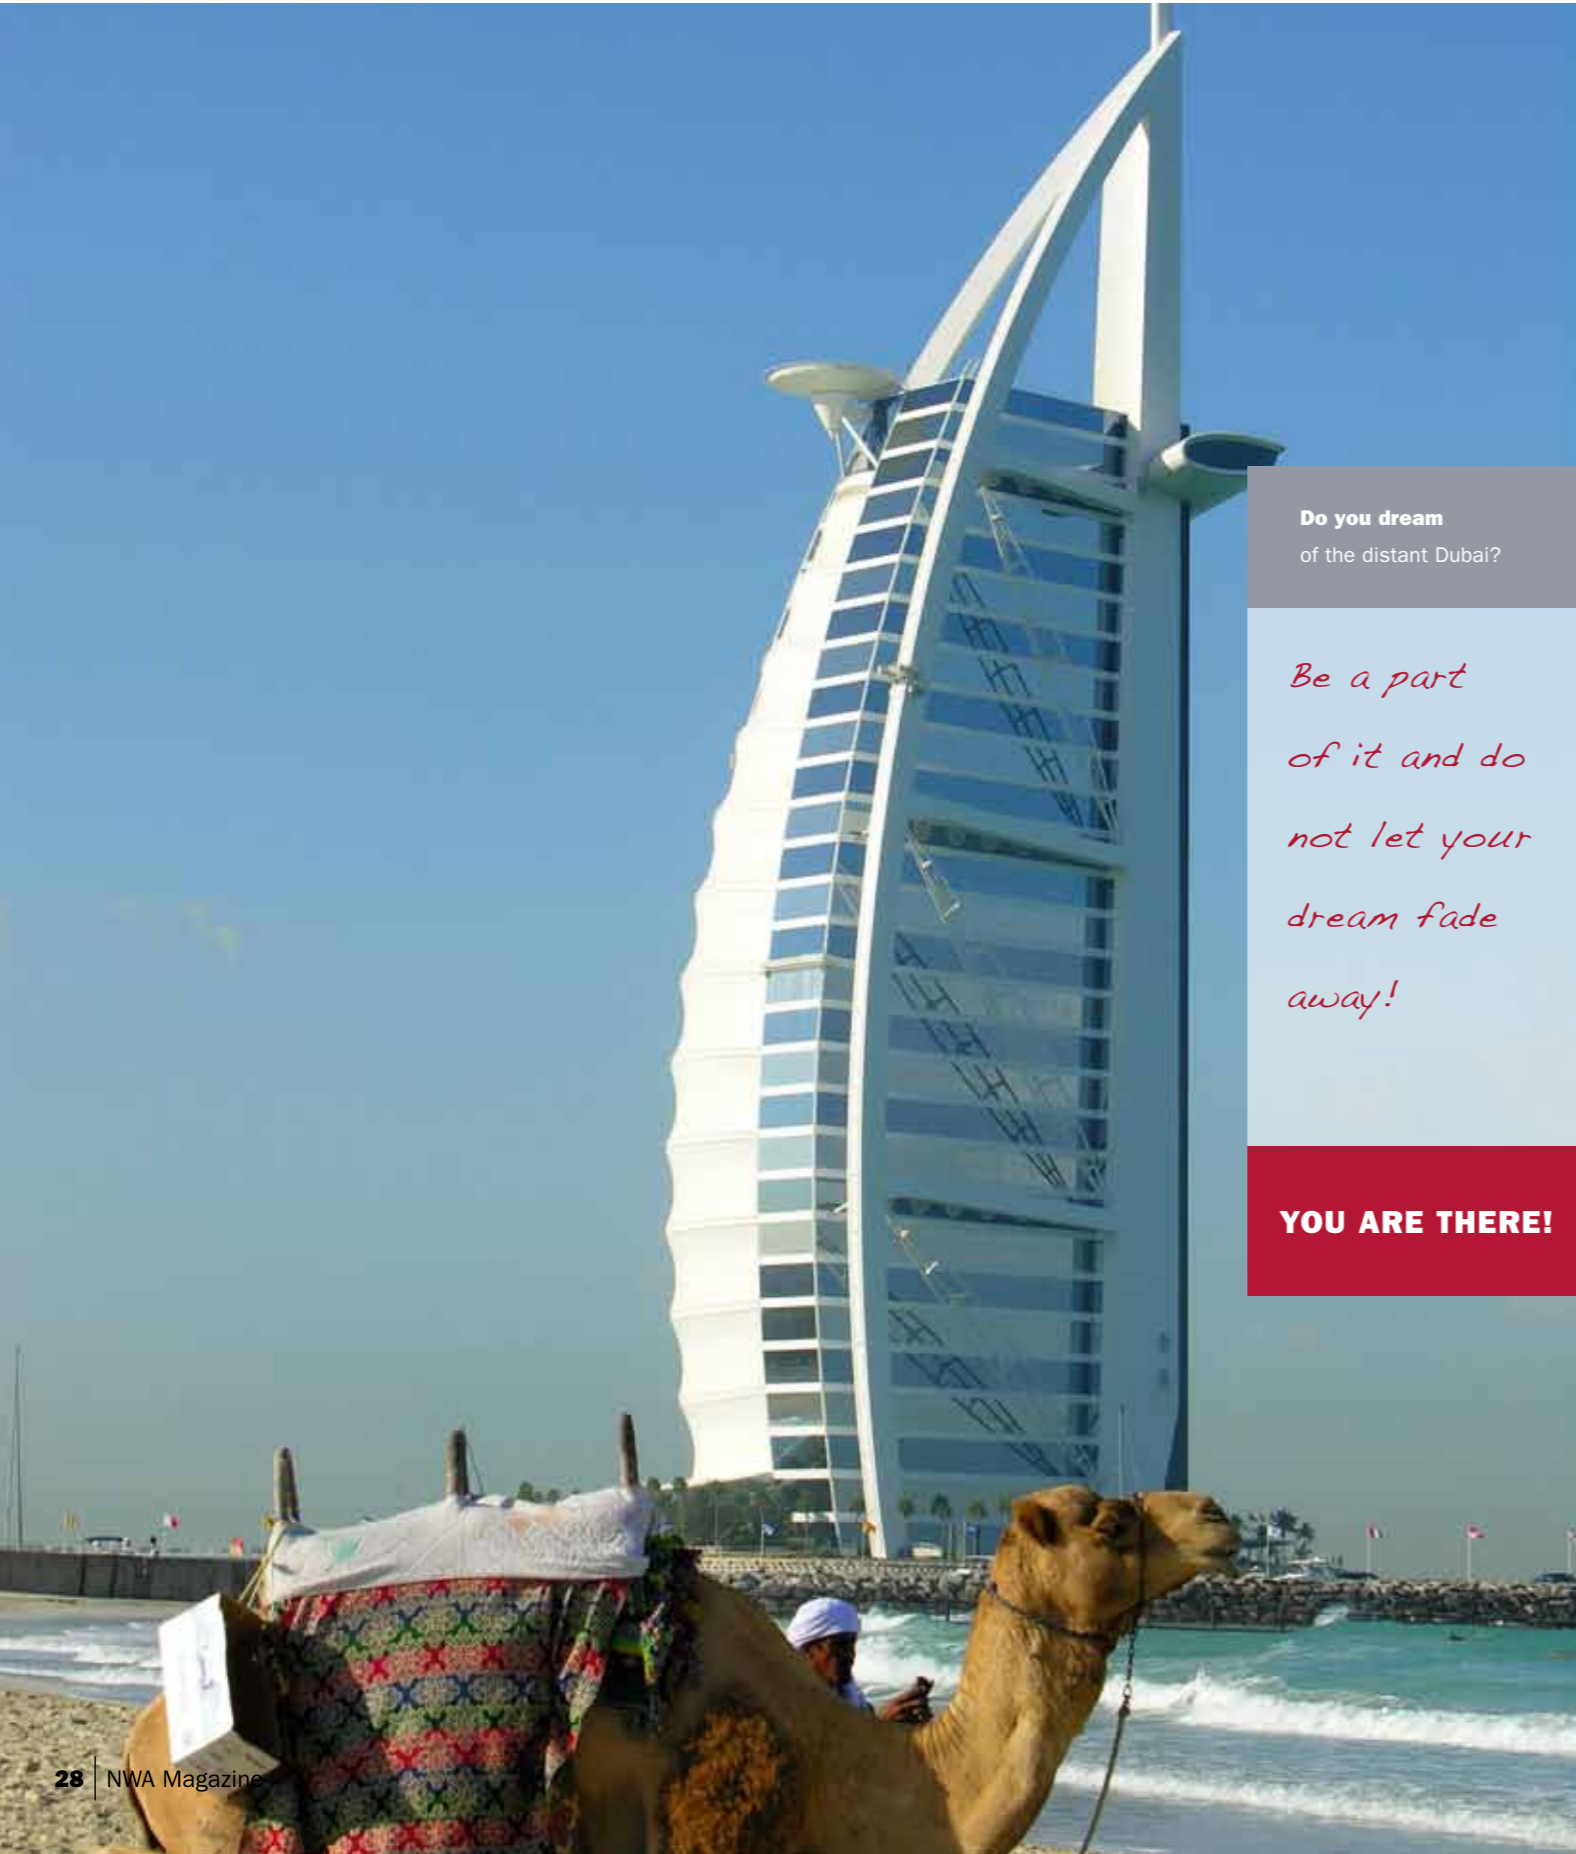 Do you dream
of the distant Dubai?
Be a part
of it and do
not let your
dream fade
away!
YOU ARE THERE!
28 | NWA Magazine